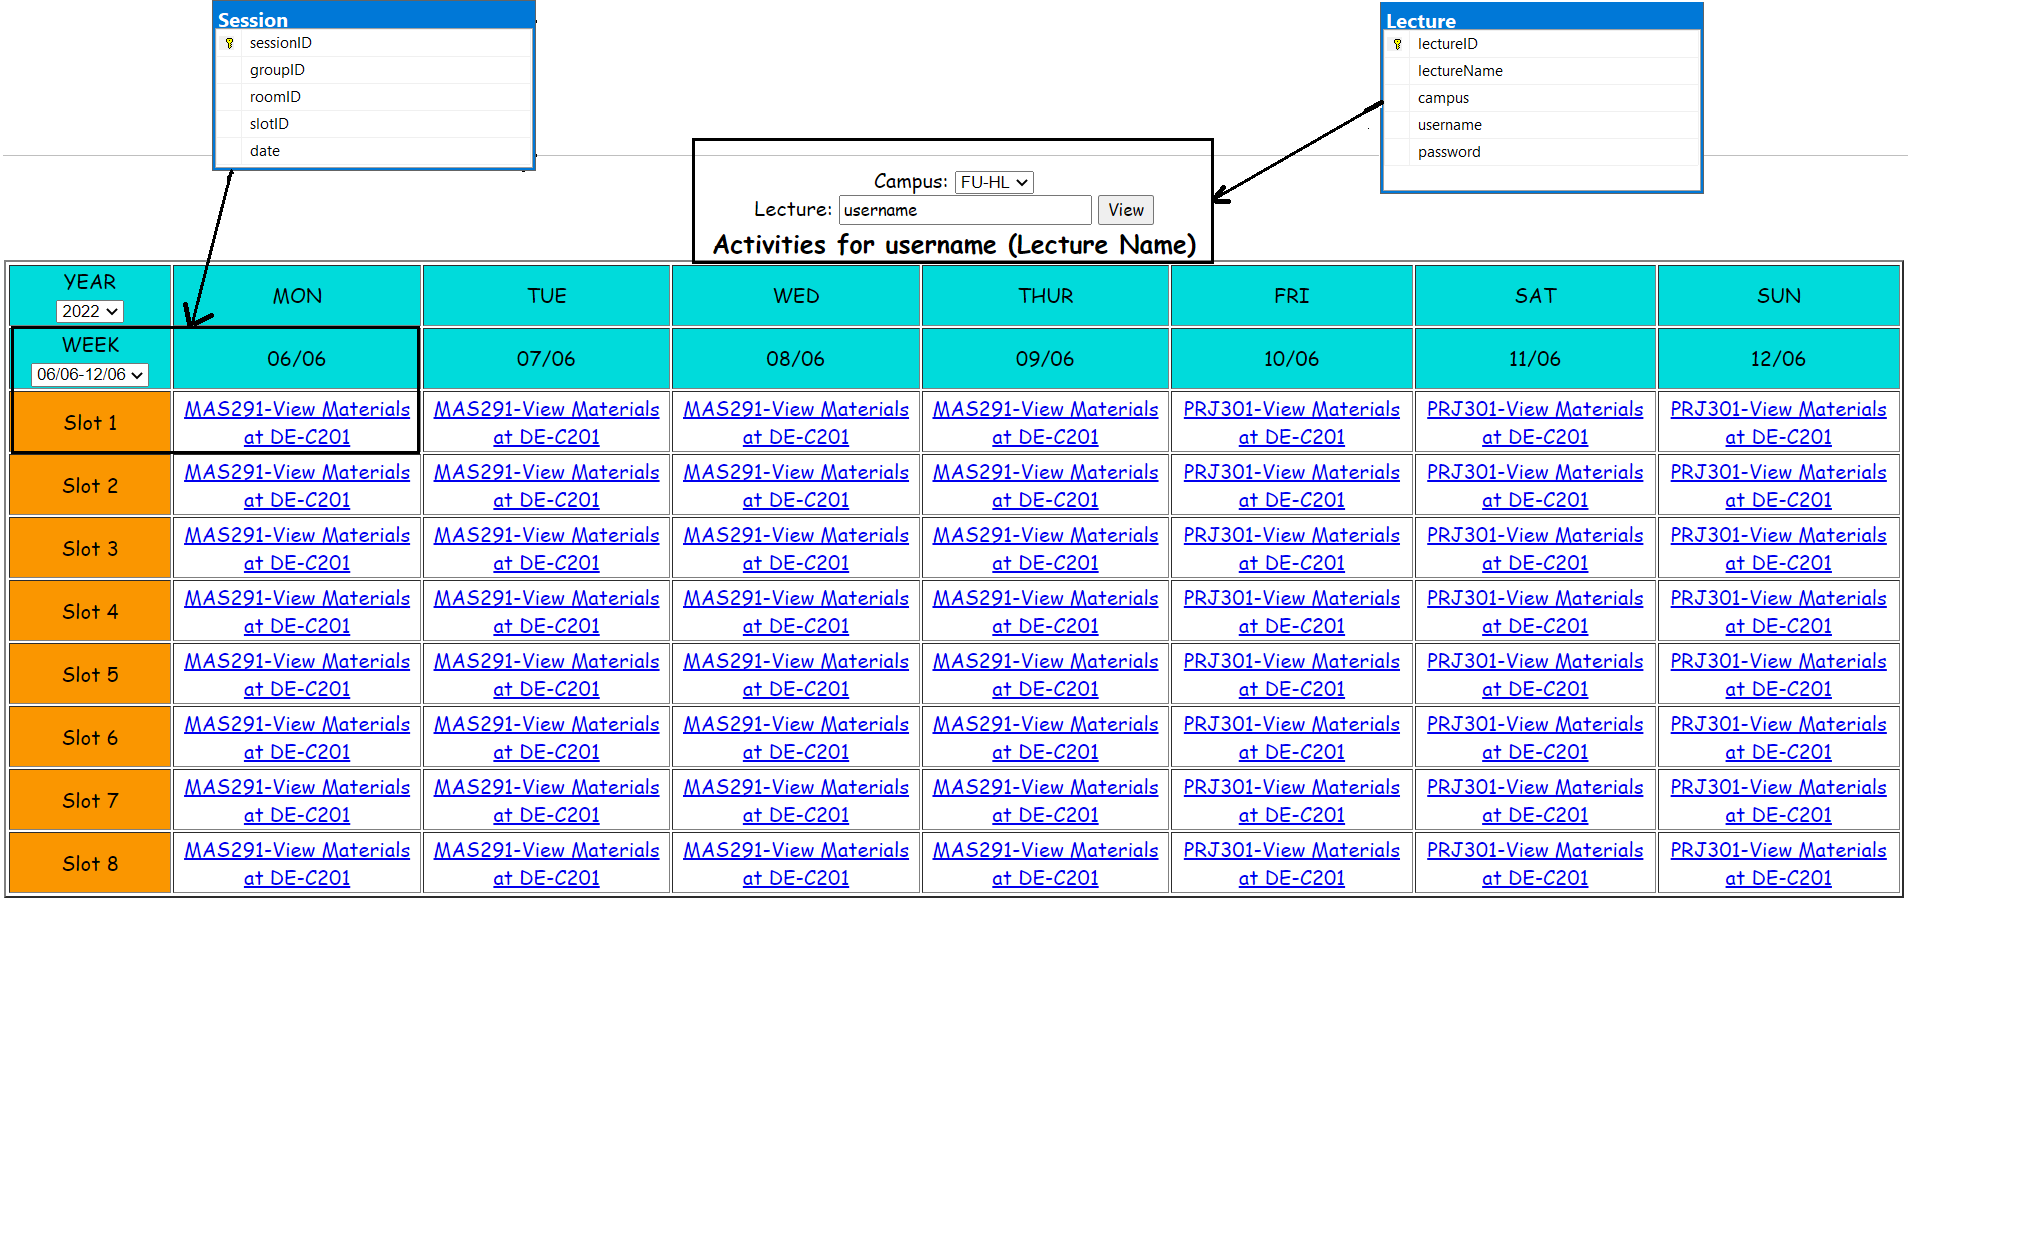 Session
sessionID
groupID
roomID
slotID
date
Lecture
lectureID
lectureName
campus
username
password
Campus: FU-HL
Lecture: username View
Activities for username (Lecture Name)
YEAR
2022
MON TUE WED THUR FRI SAT SUN
WEEK
06/06-12/06
06/06 07/06 08/06 09/06 10/06 11/06 12/06
Slot 1
MAS291-View Materials MAS291-View Materials MAS291-View Materials MAS291-View Materials PRJ301-View Materials PRJ301-View Materials PRJ301-View Materials
at DE-C201 at DE-C201 at DE-C201 at DE-C201 at DE-C201 at DE-C201 at DE-C201
Slot 2
MAS291-View Materials MAS291-View Materials MAS291-View Materials MAS291-View Materials PRJ301-View Materials PRJ301-View Materials PRJ301-View Materials
at DE-C201 at DE-C201 at DE-C201 at DE-C201 at DE-C201 at DE-C201 at DE-C201
Slot 3
MAS291-View Materials MAS291-View Materials MAS291-View Materials MAS291-View Materials PRJ301-View Materials PRJ301-View Materials PRJ301-View Materials
at DE-C201 at DE-C201 at DE-C201 at DE-C201 at DE-C201 at DE-C201 at DE-C201
Slot 4
MAS291-View Materials MAS291-View Materials MAS291-View Materials MAS291-View Materials PRJ301-View Materials PRJ301-View Materials PRJ301-View Materials
at DE-C201 at DE-C201 at DE-C201 at DE-C201 at DE-C201 at DE-C201 at DE-C201
Slot 5
MAS291-View Materials MAS291-View Materials MAS291-View Materials MAS291-View Materials PRJ301-View Materials PRJ301-View Materials PRJ301-View Materials
at DE-C201 at DE-C201 at DE-C201 at DE-C201 at DE-C201 at DE-C201 at DE-C201
Slot 6
MAS291-View Materials MAS291-View Materials MAS291-View Materials MAS291-View Materials PRJ301-View Materials PRJ301-View Materials PRJ301-View Materials
at DE-C201 at DE-C201 at DE-C201 at DE-C201 at DE-C201 at DE-C201 at DE-C201
Slot 7
MAS291-View Materials MAS291-View Materials MAS291-View Materials MAS291-View Materials PRJ301-View Materials PRJ301-View Materials PRJ301-View Materials
at DE-C201 at DE-C201 at DE-C201 at DE-C201 at DE-C201 at DE-C201 at DE-C201
Slot 8
MAS291-View Materials MAS291-View Materials MAS291-View Materials MAS291-View Materials PRJ301-View Materials PRJ301-View Materials PRJ301-View Materials
at DE-C201 at DE-C201 at DE-C201 at DE-C201 at DE-C201 at DE-C201 at DE-C201